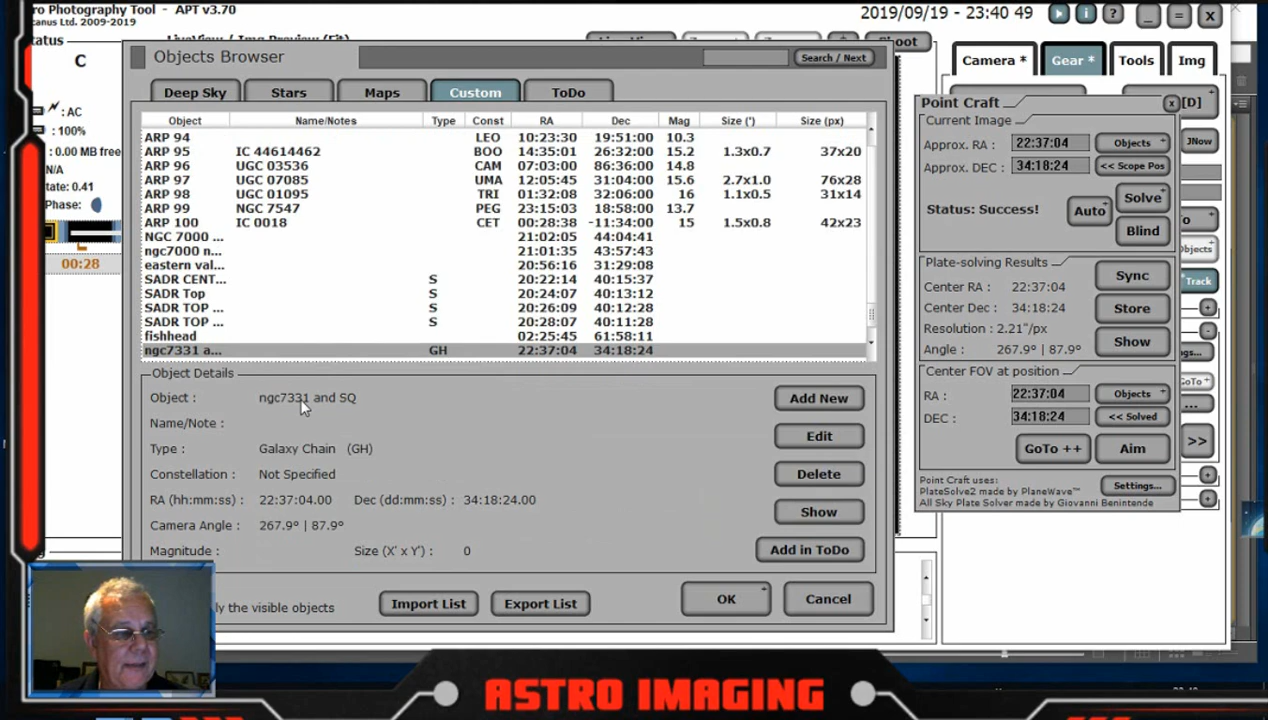 ro Photography Tool - APT v3.70
canus Ltd. 2009-2019
2019/09/19 - 23:40 49
i ? _ = X
tatus
LiveView / Img Preview (Fit)
Shoot
C
: AC
: 100%
: 0.00 MB free
N/A
tate: 0.41
Phase:
00:28
Camera * Gear * Tools Img
Objects Browser
Search / Next
Deep Sky Stars Maps Custom ToDo
Object Name/Notes Type Const RA Dec Mag Size (') Size (px)
ARP 94 LEO 10:23:30 19:51:00 10.3
ARP 95 IC 44614462 BOO 14:35:01 26:32:00 15.2 1.3x0.7 37x20
ARP 96 UGC 03536 CAM 07:03:00 86:36:00 14.8
ARP 97 UGC 07085 UMA 12:05:45 31:04:00 15.6 2.7x1.0 76x28
ARP 98 UGC 01095 TRI 01:32:08 32:06:00 16 1.1x0.5 31x14
ARP 99 NGC 7547 PEG 23:15:03 18:58:00 13.7
ARP 100 IC 0018 CET 00:28:38 -11:34:00 15 1.5x0.8 42x23
NGC 7000 ... 21:02:05 44:04:41
ngc7000 n... 21:01:35 43:57:43
eastern val... 20:56:16 31:29:08
SADR CENT... S 20:22:14 40:15:37
SADR Top S 20:24:07 40:13:12
SADR TOP ... S 20:26:09 40:12:28
SADR TOP ... S 20:28:07 40:11:28
fishhead 02:25:45 61:58:11
ngc7331 a... GH 22:37:04 34:18:24
Object Details
Object : ngc7331 and SQ
Name/Note :
Type : Galaxy Chain (GH)
Constellation : Not Specified
RA (hh:mm:ss) : 22:37:04.00 Dec (dd:mm:ss) : 34:18:24.00
Camera Angle : 267.9° | 87.9°
Magnitude : Size (X' x Y') : 0
Add New
Edit
Delete
Show
Add in ToDo
ly the visible objects
Import List Export List OK Cancel
Point Craft x
[D]
Current Image
Approx. RA : 22:37:04 Objects
JNow
Approx. DEC : 34:18:24 << Scope Pos
Status: Success! Auto Solve
Blind
Plate-solving Results
Center RA : 22:37:04 Sync
Center Dec : 34:18:24 Store
Resolution : 2.21"/px
Angle : 267.9° | 87.9° Show
Center FOV at position
RA : 22:37:04 Objects
DEC : 34:18:24 << Solved
GoTo ++ Aim
Point Craft uses:
PlateSolve2 made by PlaneWave™
All Sky Plate Solver made by Giovanni Benintende
Settings...
Objects
Track
GoTo
...
>>
ASTRO IMAGING